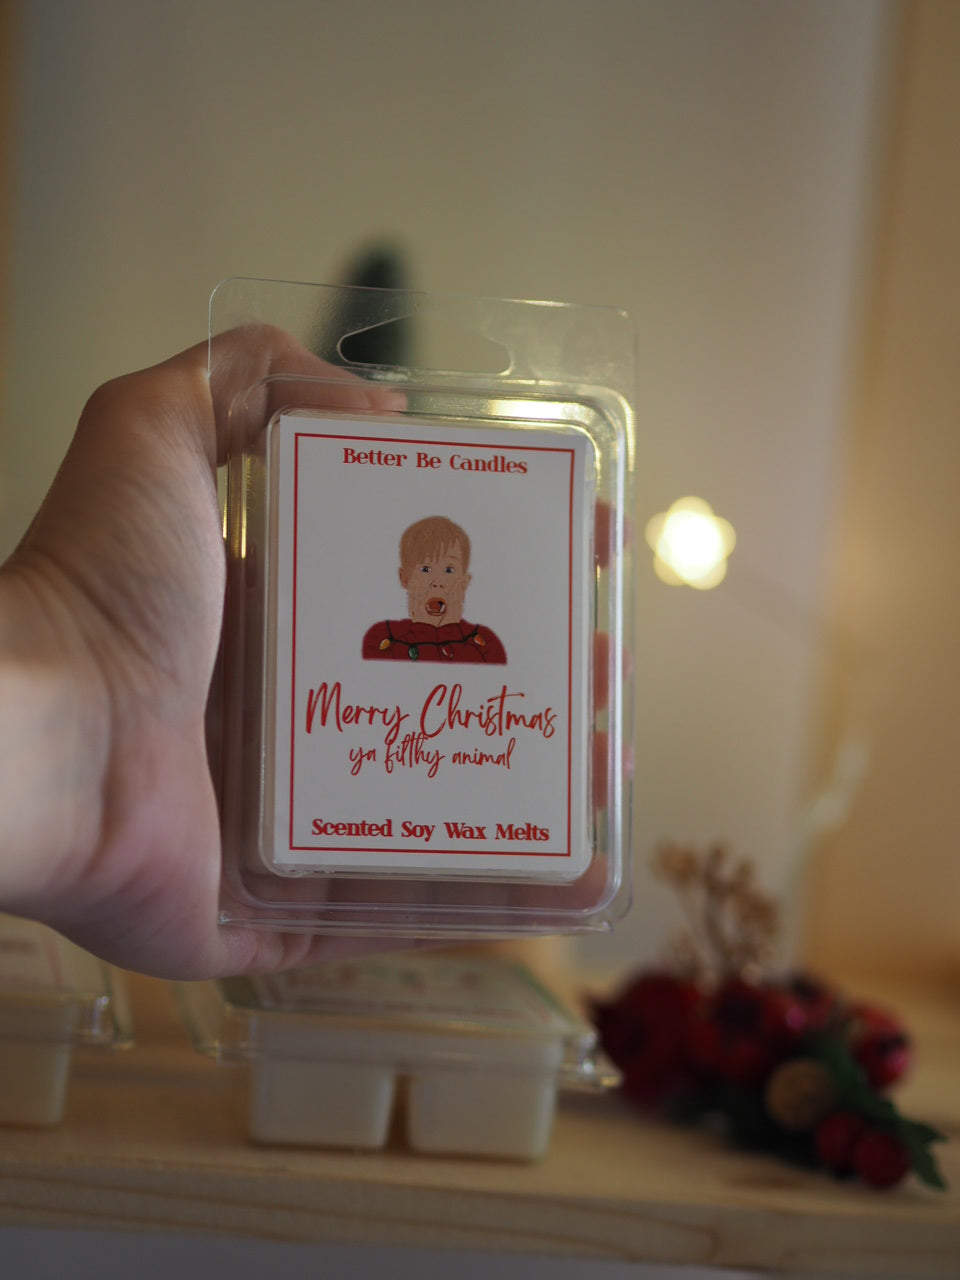 Better Be Candles
Merry Christmas
ya filthy animal
Scented Soy Wax Melts